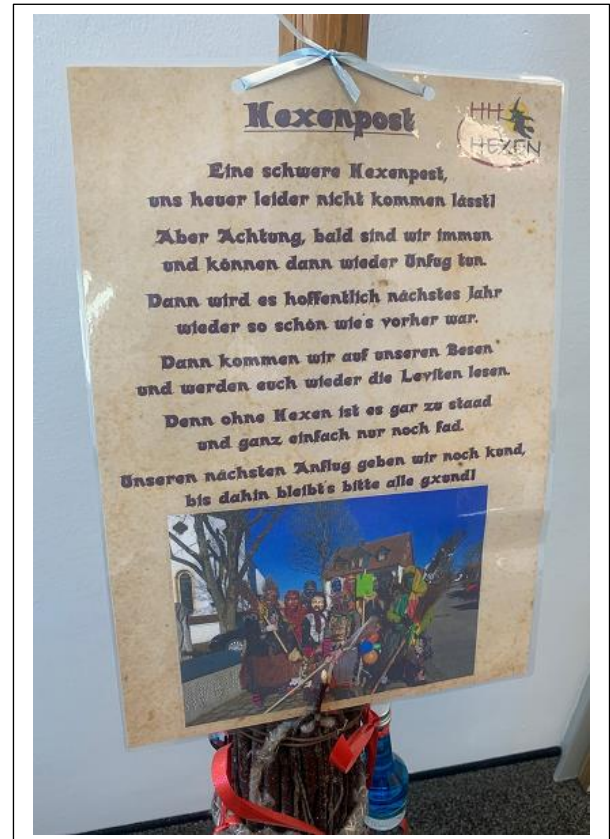 Hexenpost
HH
HEXEN
Eine schwere Hexenpest,
uns heuer leider nicht kommen lässt!
Aber Achtung, bald sind wir immun
und können dann wieder Unfug tun.
Dann wird es hoffentlich nächstes Jahr
wieder so schön wie's vorher war.
Dann kommen wir auf unseren Besen
und werden euch wieder die Leviten lesen.
Denn ohne Hexen ist es gar zu staad
und ganz einfach nur noch fad.
Unseren nächsten Anflug geben wir noch kund,
bis dahin bleibt's bitte alle gxund!